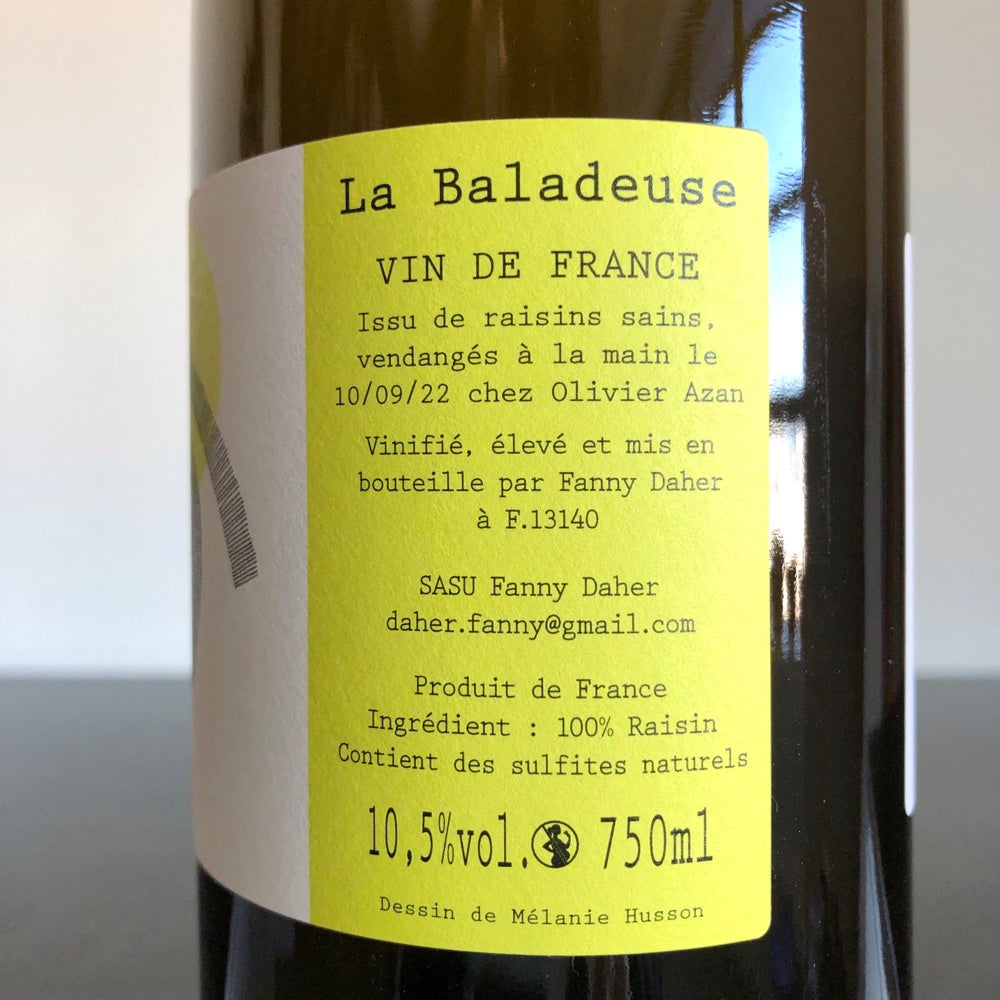 La Baladeuse
VIN DE FRANCE
Issu de raisins sains,
vendangés à la main le
10/09/22 chez Olivier Azan
Vinifié, élevé et mis en
bouteille par Fanny Daher
à F.13140
SASU Fanny Daher
daher.fanny@gmail.com
Produit de France
Ingrédient : 100% Raisin
Contient des sulfites naturels
10,5%vol. 750ml
Dessin de Mélanie Husson